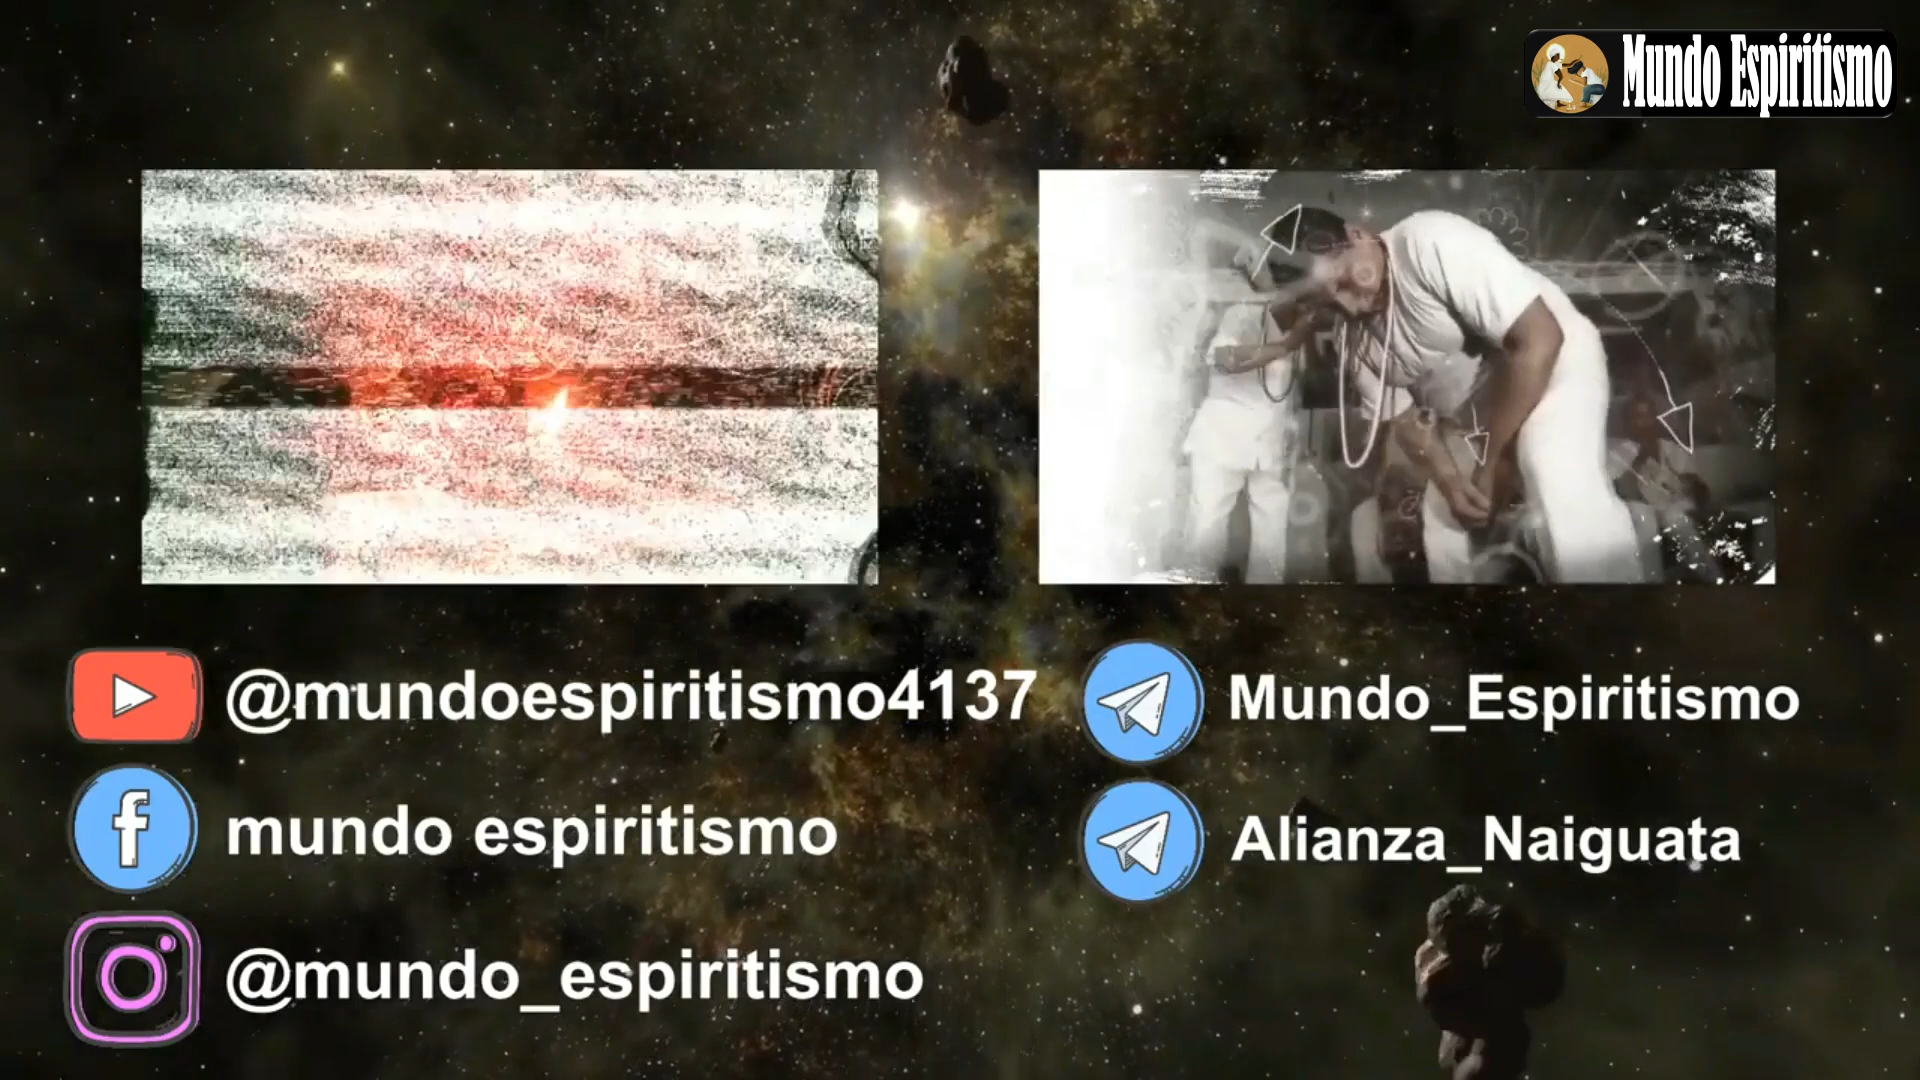 Mundo Espiritismo
@mundoespiritismo4137
mundo espiritismo
@mundo_espiritismo
Mundo_Espiritismo
Alianza_Naiguata